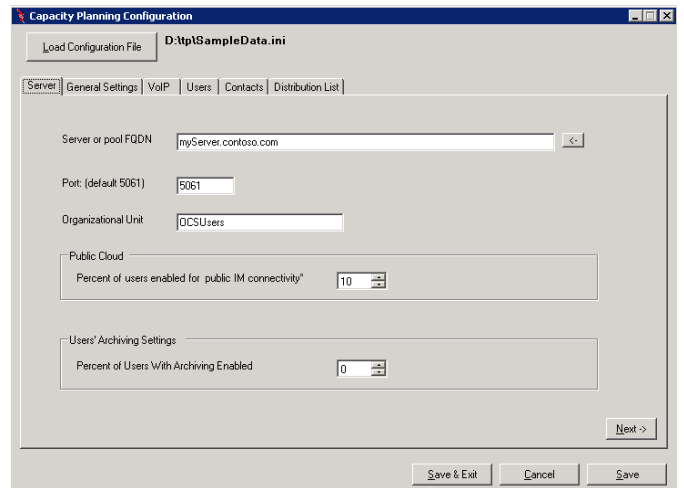 Capacity Planning Configuration
Load Configuration File D:\tp\SampleData.ini
Server General Settings VoIP Users Contacts Distribution List
Server or pool FQDN myServer.contoso.com <-
Port: (default 5061) 5061
Organizational Unit OCSUsers
Public Cloud
Percent of users enabled for public IM connectivity" 10
Users' Archiving Settings
Percent of Users With Archiving Enabled 0
Next ->
Save & Exit Cancel Save